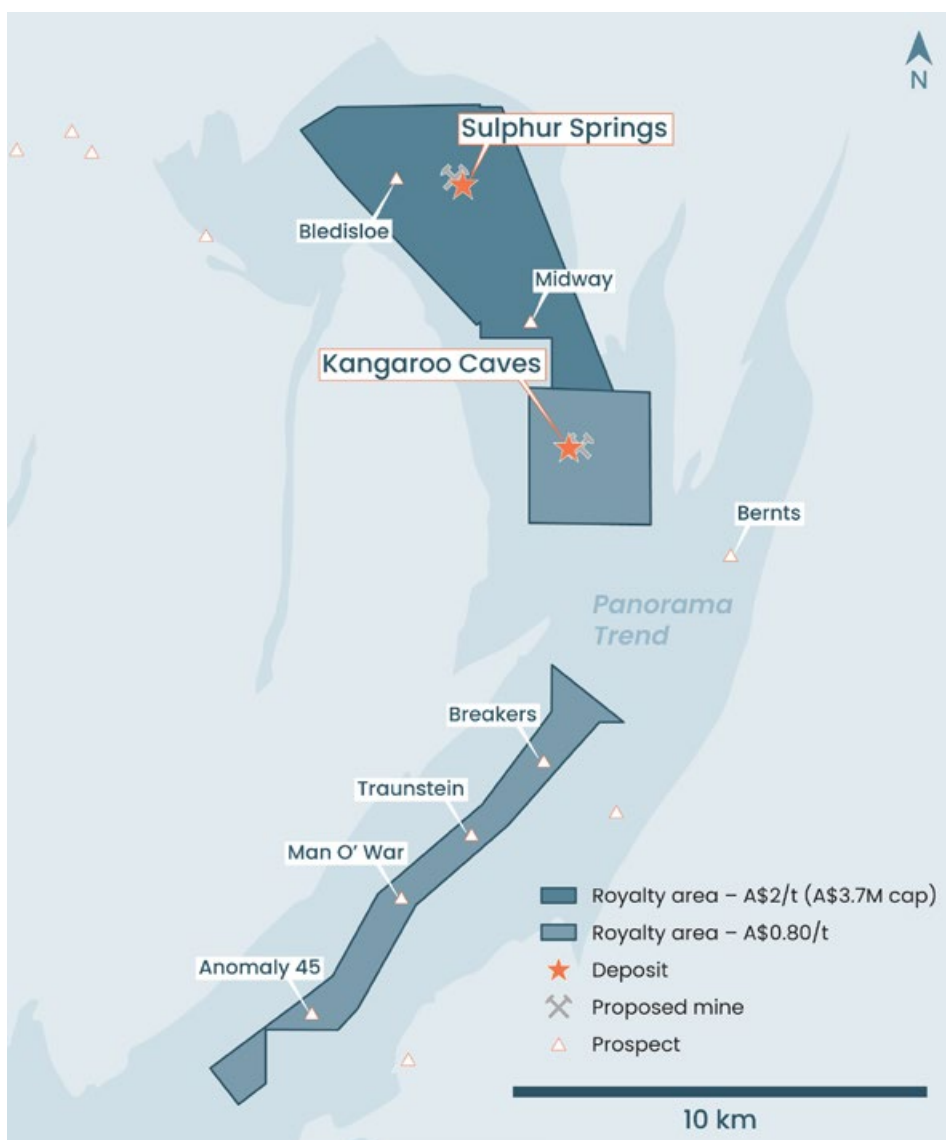 N
Sulphur Springs
Bledisloe
Midway
Kangaroo Caves
Bernts
Panorama
Trend
Breakers
Traunstein
Man O’ War
Anomaly 45
Royalty area – A$2/t (A$3.7M cap)
Royalty area – A$0.80/t
Deposit
Proposed mine
Prospect
10 km